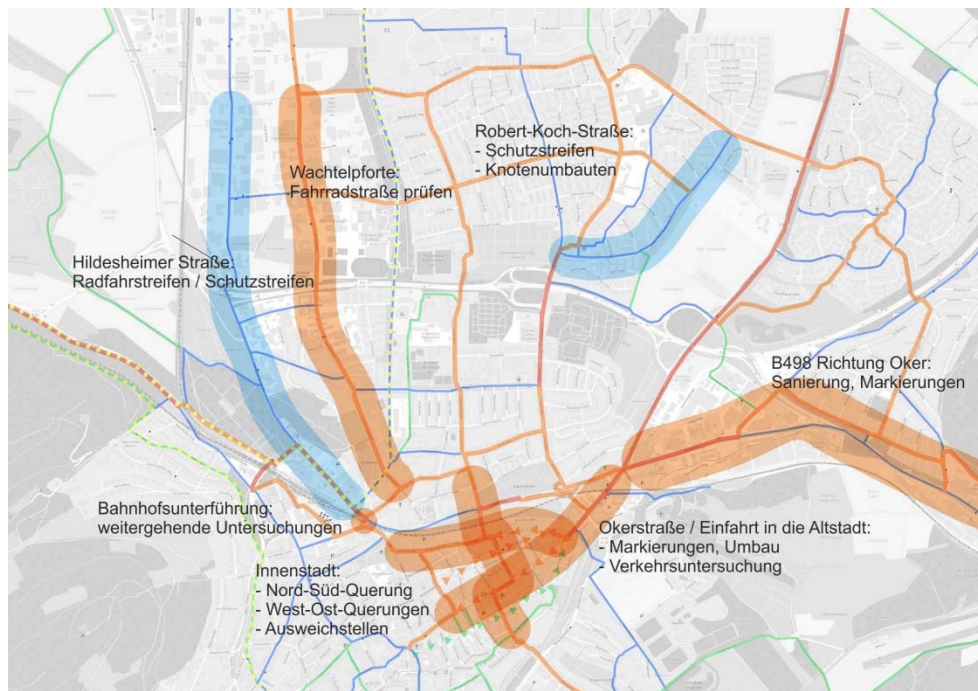 Robert-Koch-Straße:
- Schutzstreifen
- Knotenumbauten
Wachtelpforte:
Fahrradstraße prüfen
Hildesheimer Straße:
Radfahrstreifen / Schutzstreifen
B498 Richtung Oker:
Sanierung, Markierungen
Bahnhofsunterführung:
weitergehende Untersuchungen
Okerstraße / Einfahrt in die Altstadt:
- Markierungen, Umbau
- Verkehrsuntersuchung
Innenstadt:
- Nord-Süd-Querung
- West-Ost-Querungen
- Ausweichstellen